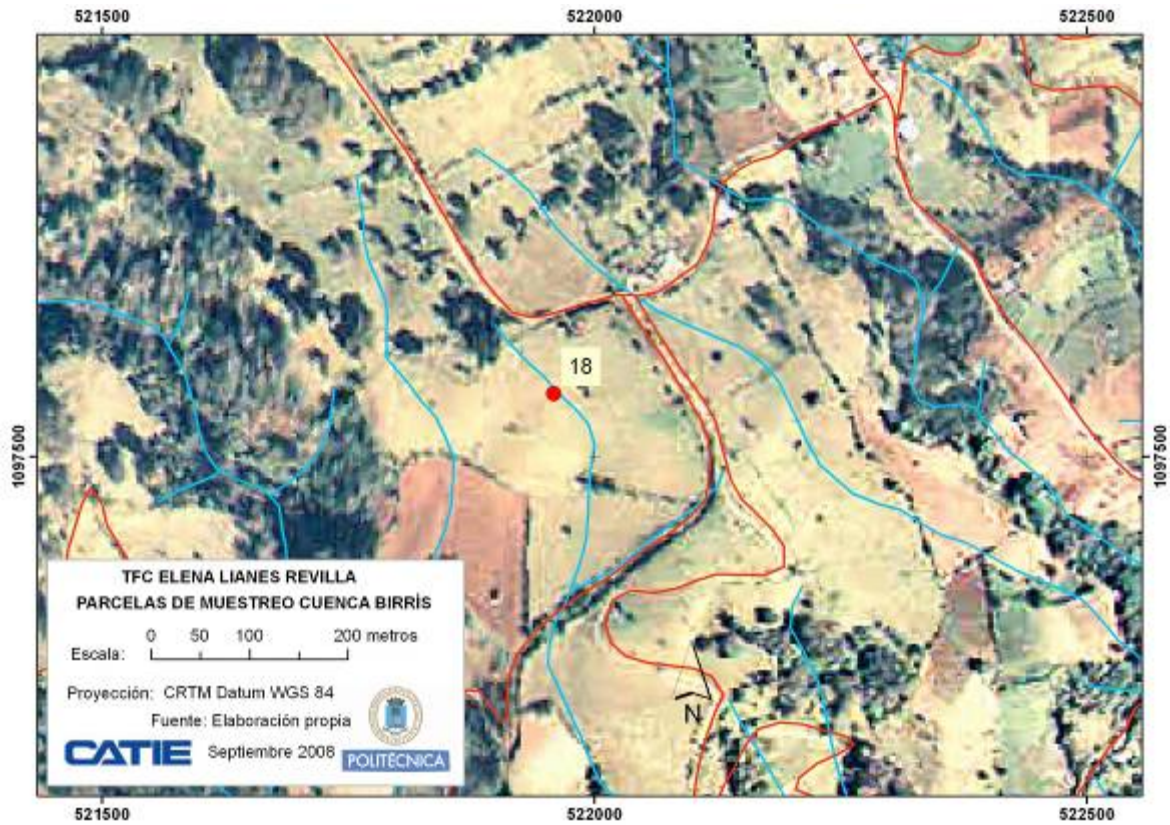 521500 522000 522500
18
1097500 1097500
TFC ELENA LIANES REVILLA
PARCELAS DE MUESTREO CUENCA BIRRÌS
0 50 100 200 metros
Escala:
Proyección: CRTM Datum WGS 84
Fuente: Elaboración propia
CATIE Septiembre 2008 POLITÉCNICA
N
521500 522000 522500